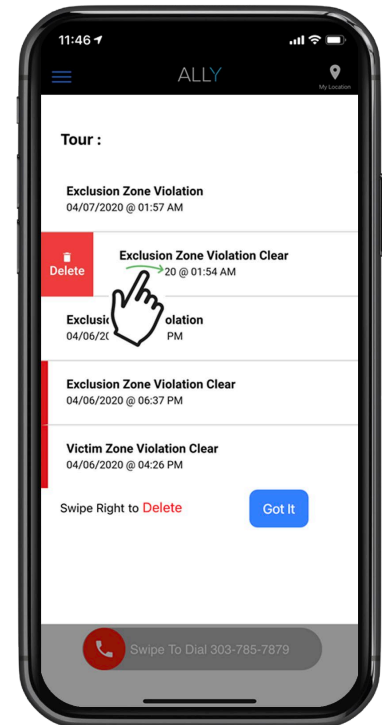 11:46
ALLY
My Location
Tour :
Exclusion Zone Violation
04/07/2020 @ 01:57 AM
Delete
Exclusion Zone Violation Clear
20 @ 01:54 AM
Exclusi olation
04/06/20 PM
Exclusion Zone Violation Clear
04/06/2020 @ 06:37 PM
Victim Zone Violation Clear
04/06/2020 @ 04:26 PM
Swipe Right to Delete
Got It
Swipe To Dial 303-785-7879